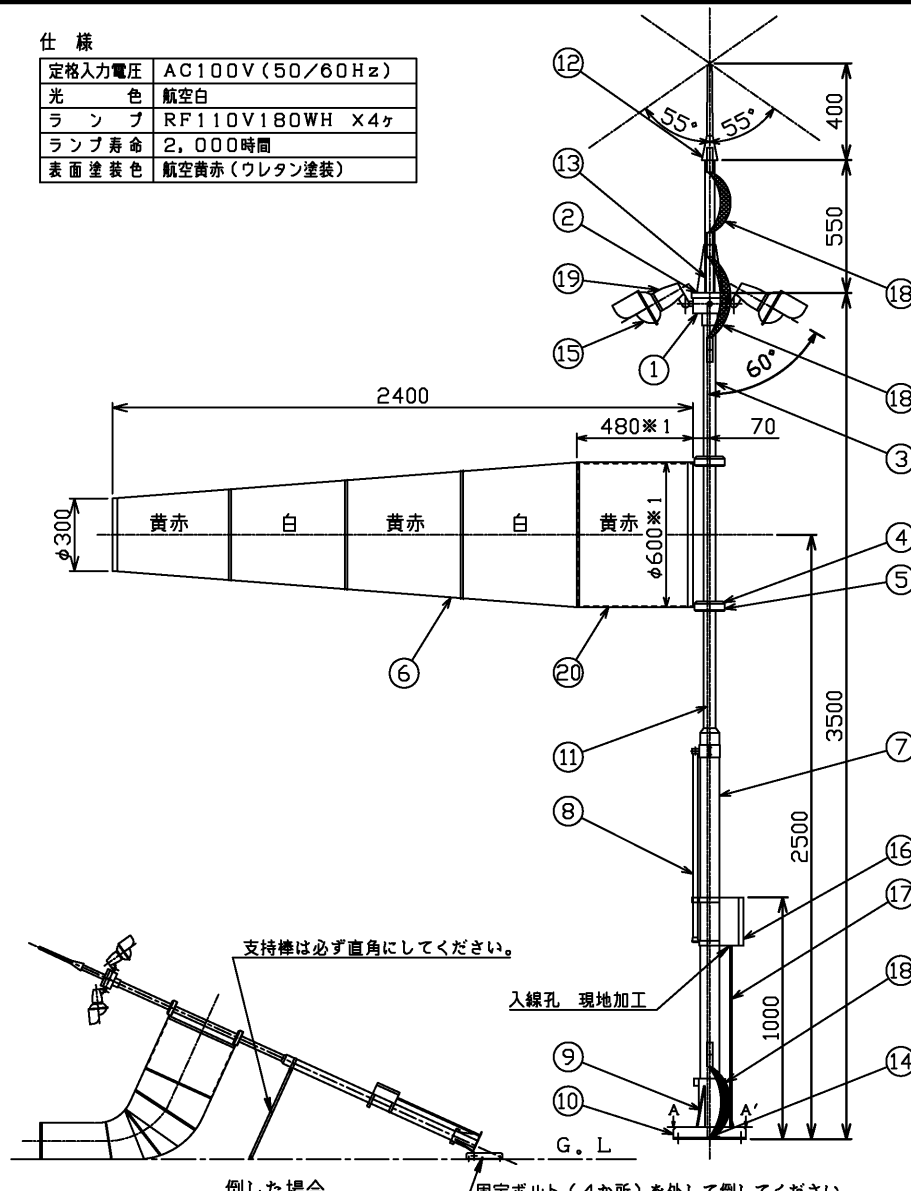 仕 様
定格入力電圧 AC100V(50/60Hz)
光 色 航空白
ランプ RF110V180WH ×4ヶ
ランプ寿命 2,000時間
表面塗装色 航空黄赤(ウレタン塗装)
12
55°
55°
400
13
550
2
19
18
15
1
60°
18
2400
480※1
70
3
黄赤
白
黄赤
白
黄赤
φ300
φ600※1
4
5
6
20
3500
11
7
8
2500
16
17
支持棒は必ず直角にしてください。
入線孔 現地加工
1000
18
9
14
10
A
A'
G.L
倒した場合
固定ボルト(4か所)を外して倒してください